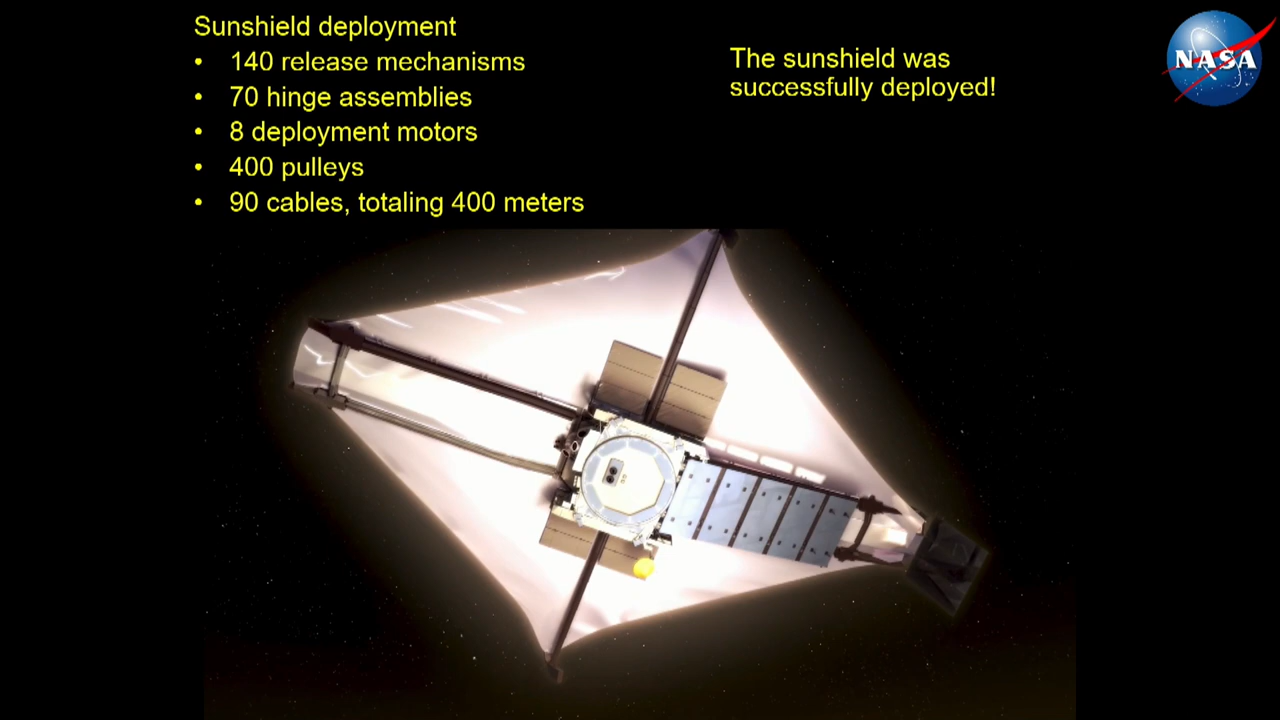 Sunshield deployment
• 140 release mechanisms
• 70 hinge assemblies
• 8 deployment motors
• 400 pulleys
• 90 cables, totaling 400 meters
The sunshield was
successfully deployed!
NASA